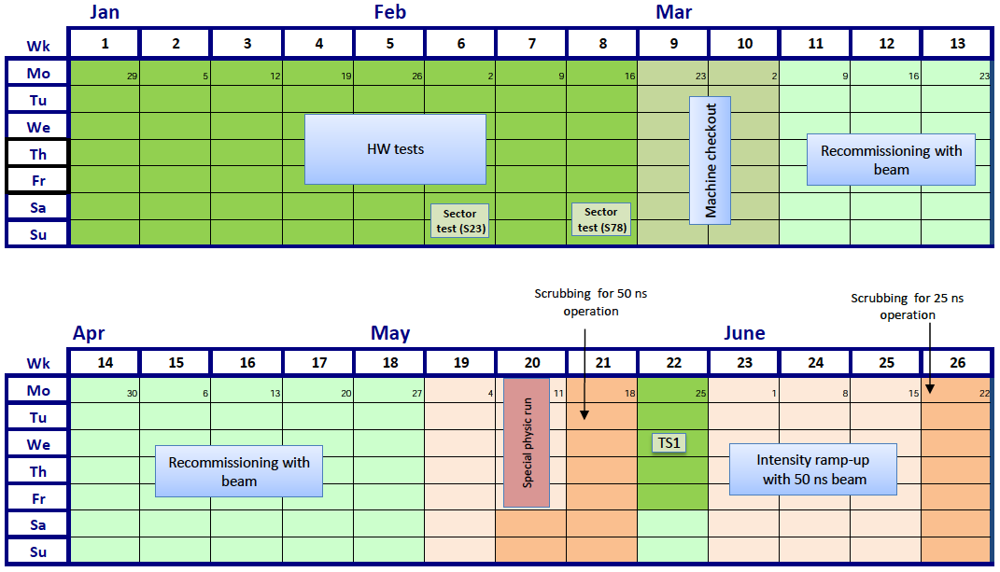 Jan Feb Mar
Wk 1 2 3 4 5 6 7 8 9 10 11 12 13
Mo 29 5 12 19 26 2 9 16 23 2 9 16 23
Tu
We
HW tests
Machine checkout
Recommissioning with
beam
Th
Fr
Sa
Sector
test (S23)
Sector
test (S78)
Su
Scrubbing for 50 ns
operation
Scrubbing for 25 ns
operation
Apr May June
Wk 14 15 16 17 18 19 20 21 22 23 24 25 26
Mo 30 6 13 20 27 4 11 18 25 1 8 15 22
Tu
Special physic run
We
TS1
Recommissioning with
beam
Intensity ramp-up
with 50 ns beam
Th
Fr
Sa
Su